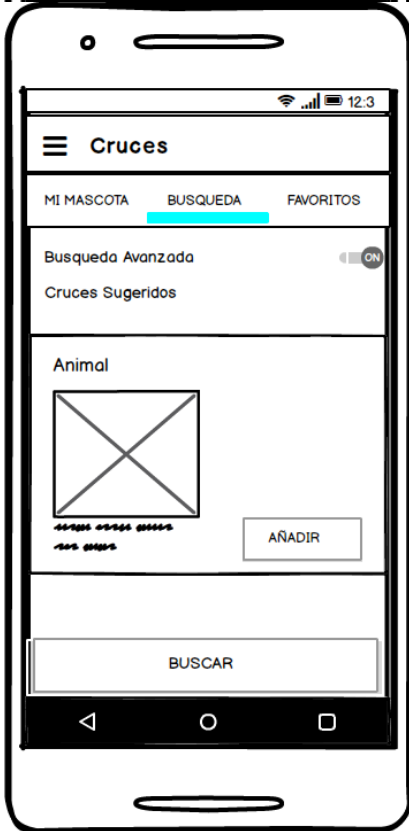 12:3
Cruces
MI MASCOTA BUSQUEDA FAVORITOS
Busqueda Avanzada ON
Cruces Sugeridos
Animal
AÑADIR
BUSCAR